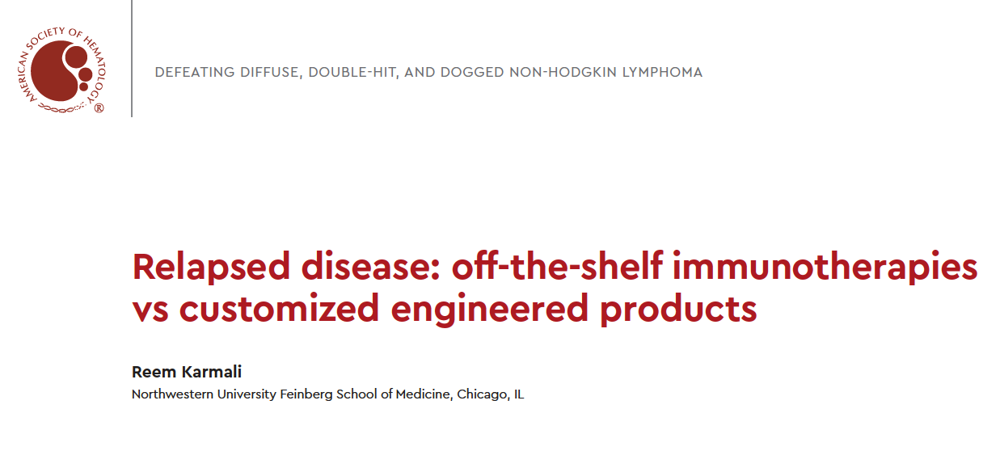 AMERICAN SOCIETY OF HEMATOLOGY
®
DEFEATING DIFFUSE, DOUBLE-HIT, AND DOGGED NON-HODGKIN LYMPHOMA
Relapsed disease: off-the-shelf immunotherapies
vs customized engineered products
Reem Karmali
Northwestern University Feinberg School of Medicine, Chicago, IL